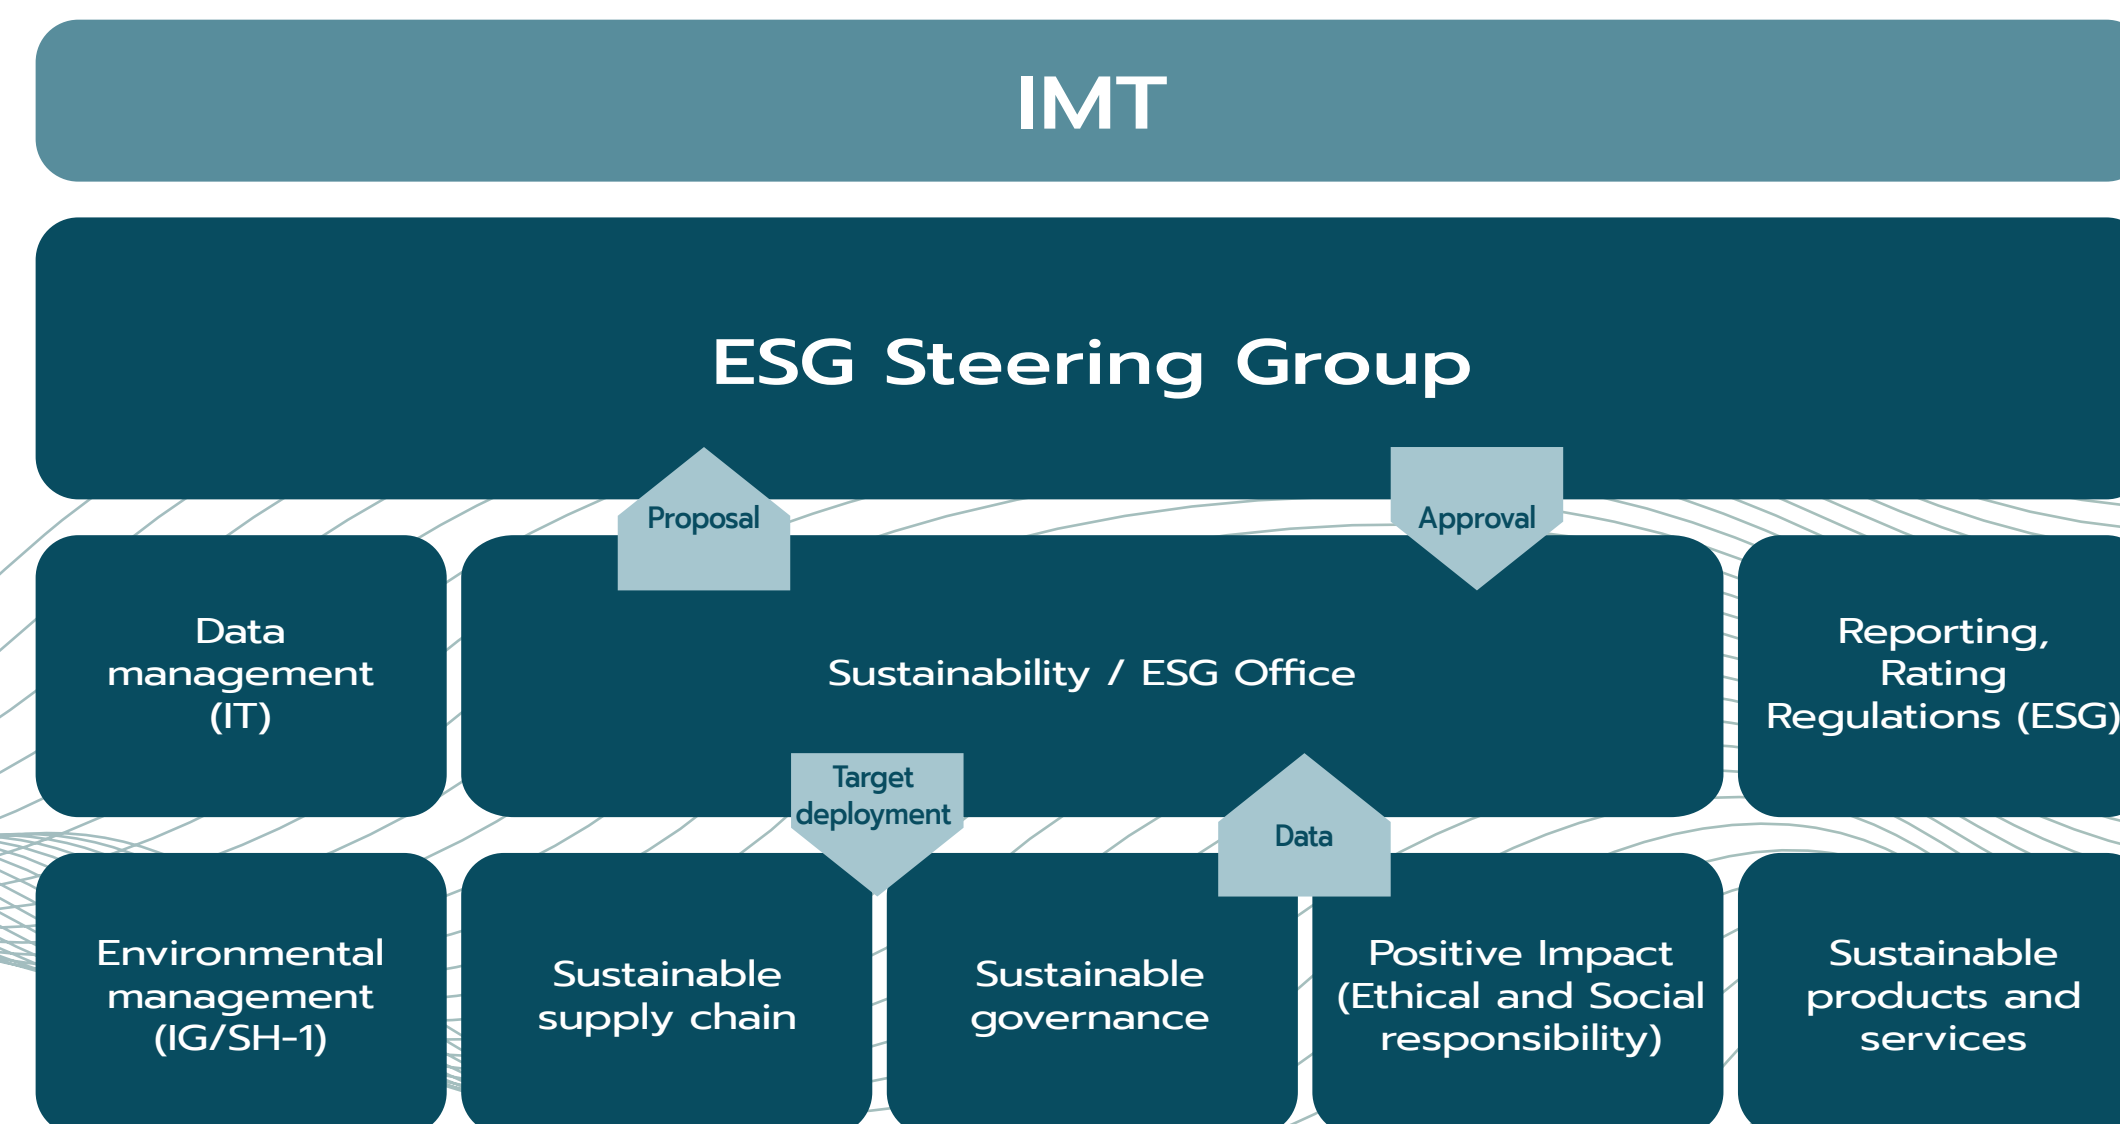 IMT
ESG Steering Group
Proposal
Approval
Data
management
(IT)
Sustainability / ESG Office
Reporting,
Rating
Regulations (ESG)
Target
deployment
Data
Environmental
management
(IG/SH-1)
Sustainable
supply chain
Sustainable
governance
Positive Impact
(Ethical and Social
responsibility)
Sustainable
products and
services